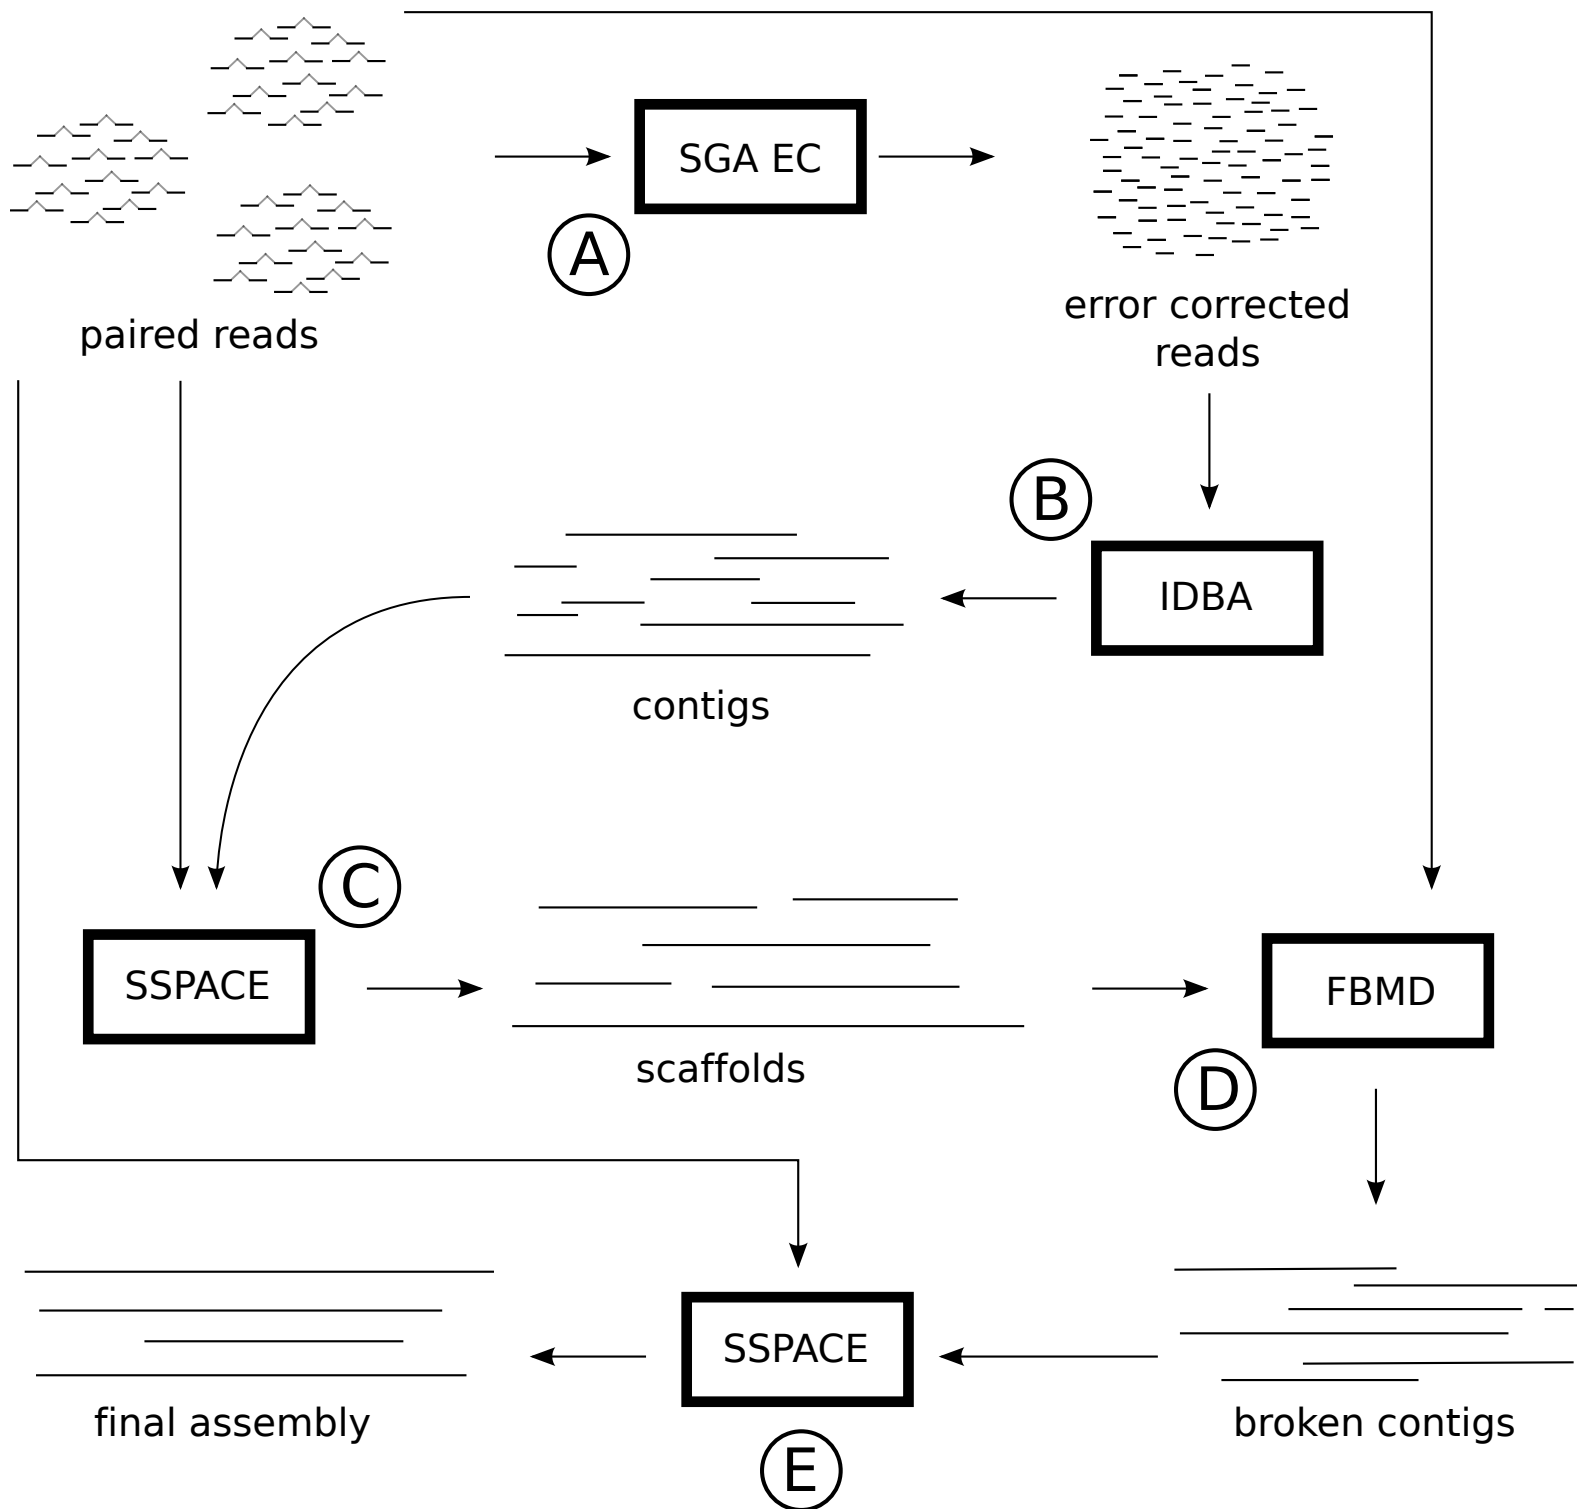 SGA EC
A
paired reads
error corrected
reads
B
IDBA
contigs
C
SSPACE
scaffolds
FBMD
D
SSPACE
final assembly
broken contigs
E